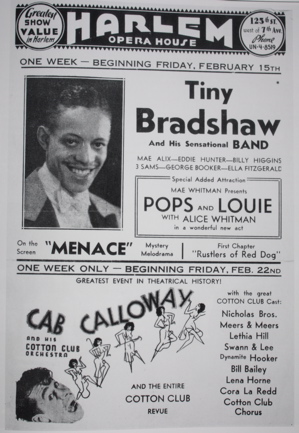 Greatest
SHOW
VALUE
in Harlem
HARLEM
OPERA HOUSE
125th ST.
west of 7th Ave.
Phone
UN-4-8519
ONE WEEK — BEGINNING FRIDAY, FEBRUARY 15TH
Tiny
Bradshaw
And His Sensational BAND
MAE ALIX—EDDIE HUNTER—BILLY HIGGINS
3 SAMS—GEORGE BOOKER—ELLA FITZGERALD
Special Added Attraction
MAE WHITMAN Presents
POPS and LOUIE
WITH ALICE WHITMAN
in a wonderful new act
On the
Screen
"MENACE"
Mystery
Melodrama
First Chapter
"Rustlers of Red Dog"
ONE WEEK ONLY — BEGINNING FRIDAY, FEB. 22ND
GREATEST EVENT IN THEATRICAL HISTORY!
CAB CALLOWAY
AND HIS
COTTON CLUB
ORCHESTRA
AND THE ENTIRE
COTTON CLUB
REVUE
with the great
COTTON CLUB Cast:
Nicholas Bros.
Meers & Meers
Lethia Hill
Swann & Lee
Dynamite Hooker
Bill Bailey
Lena Horne
Cora La Redd
Cotton Club
Chorus